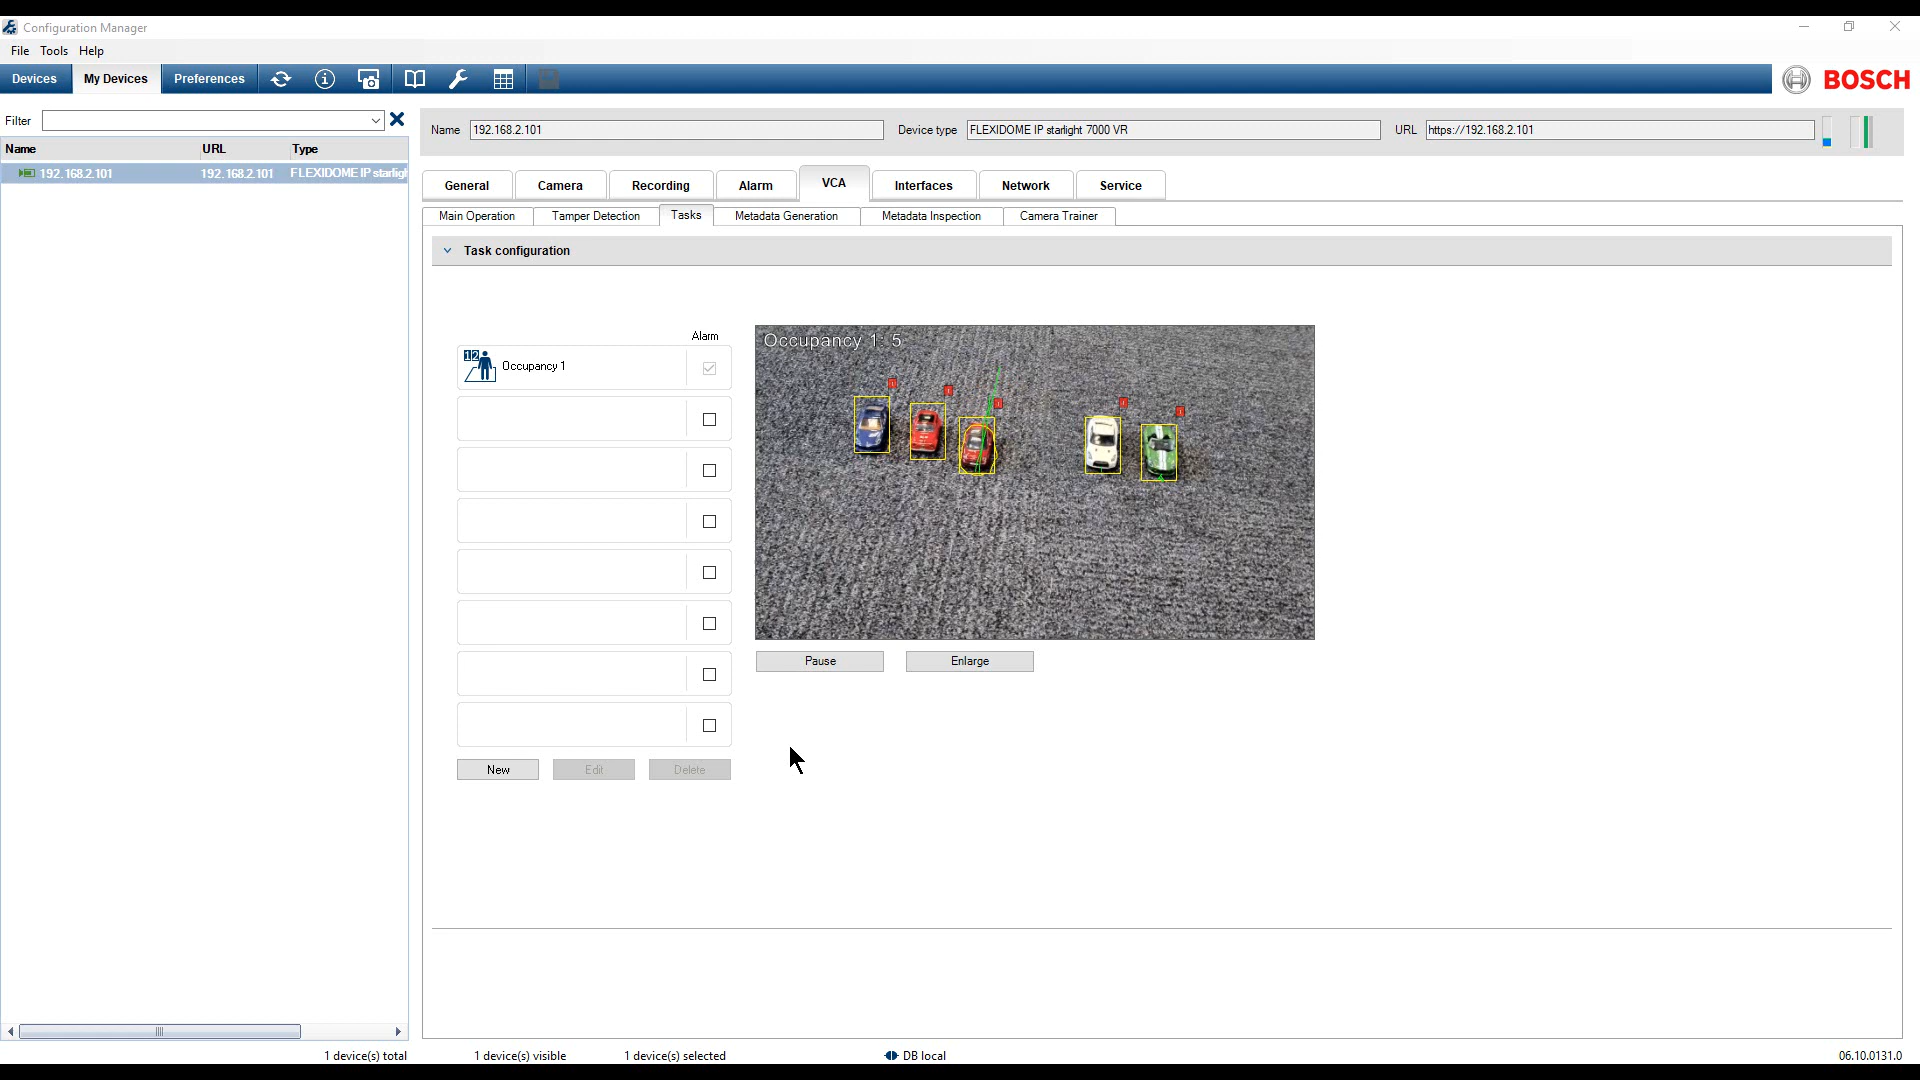 Configuration Manager
File Tools Help
Devices My Devices Preferences
BOSCH
Filter
Name URL Type
192.168.2.101 192.168.2.101 FLEXIDOME IP starligh
Name 192.168.2.101 Device type FLEXIDOME IP starlight 7000 VR URL https://192.168.2.101
General Camera Recording Alarm VCA Interfaces Network Service
Main Operation Tamper Detection Tasks Metadata Generation Metadata Inspection Camera Trainer
Task configuration
Alarm
12 Occupancy 1
Occupancy 1: 5
Pause Enlarge
New Edit Delete
1 device(s) total 1 device(s) visible 1 device(s) selected DB local 06.10.0131.0